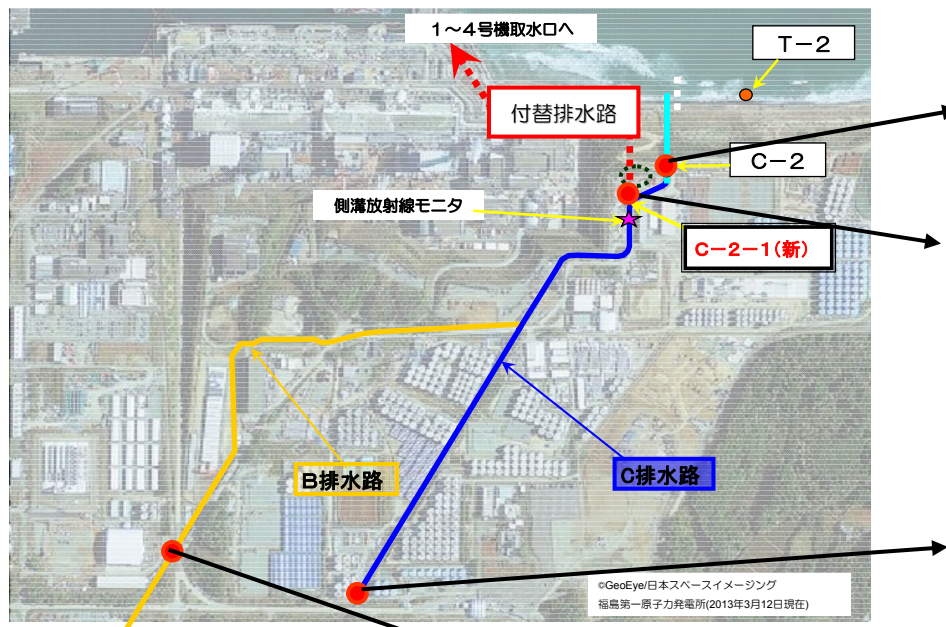 1~4号機取水口へ
T-2
付替排水路
C-2
側溝放射線モニタ
C-2-1(新)
B排水路
C排水路
©GeoEye/日本スペースイメージング
福島第一原子力発電所(2013年3月12日現在)